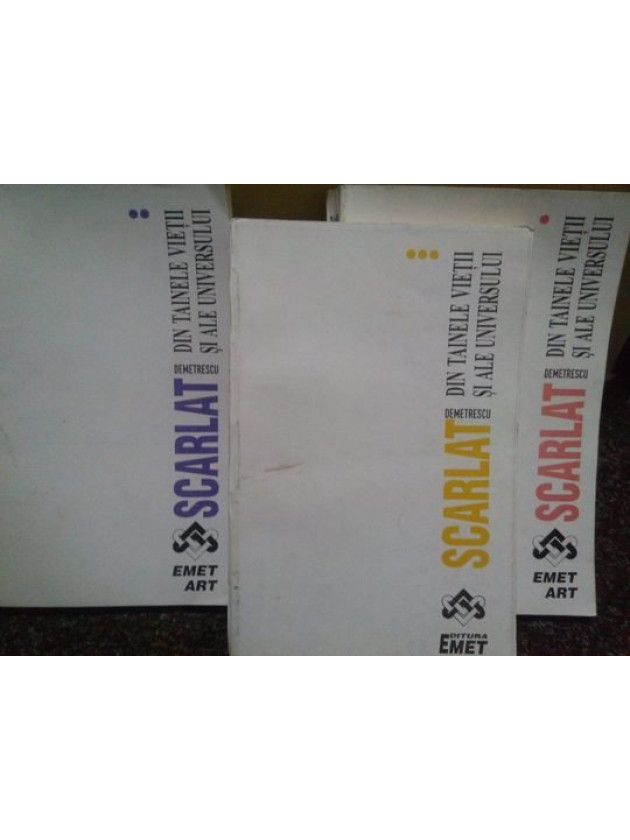 DIN TAINELE VIEȚII
ȘI ALE UNIVERSULUI
DEMETRESCU
SCARLAT
EMET
ART
DIN TAINELE VIEȚII
ȘI ALE UNIVERSULUI
DEMETRESCU
SCARLAT
EDITURA
EMET
DIN TAINELE VIEȚII
ȘI ALE UNIVERSULUI
DEMETRESCU
SCARLAT
EMET
ART